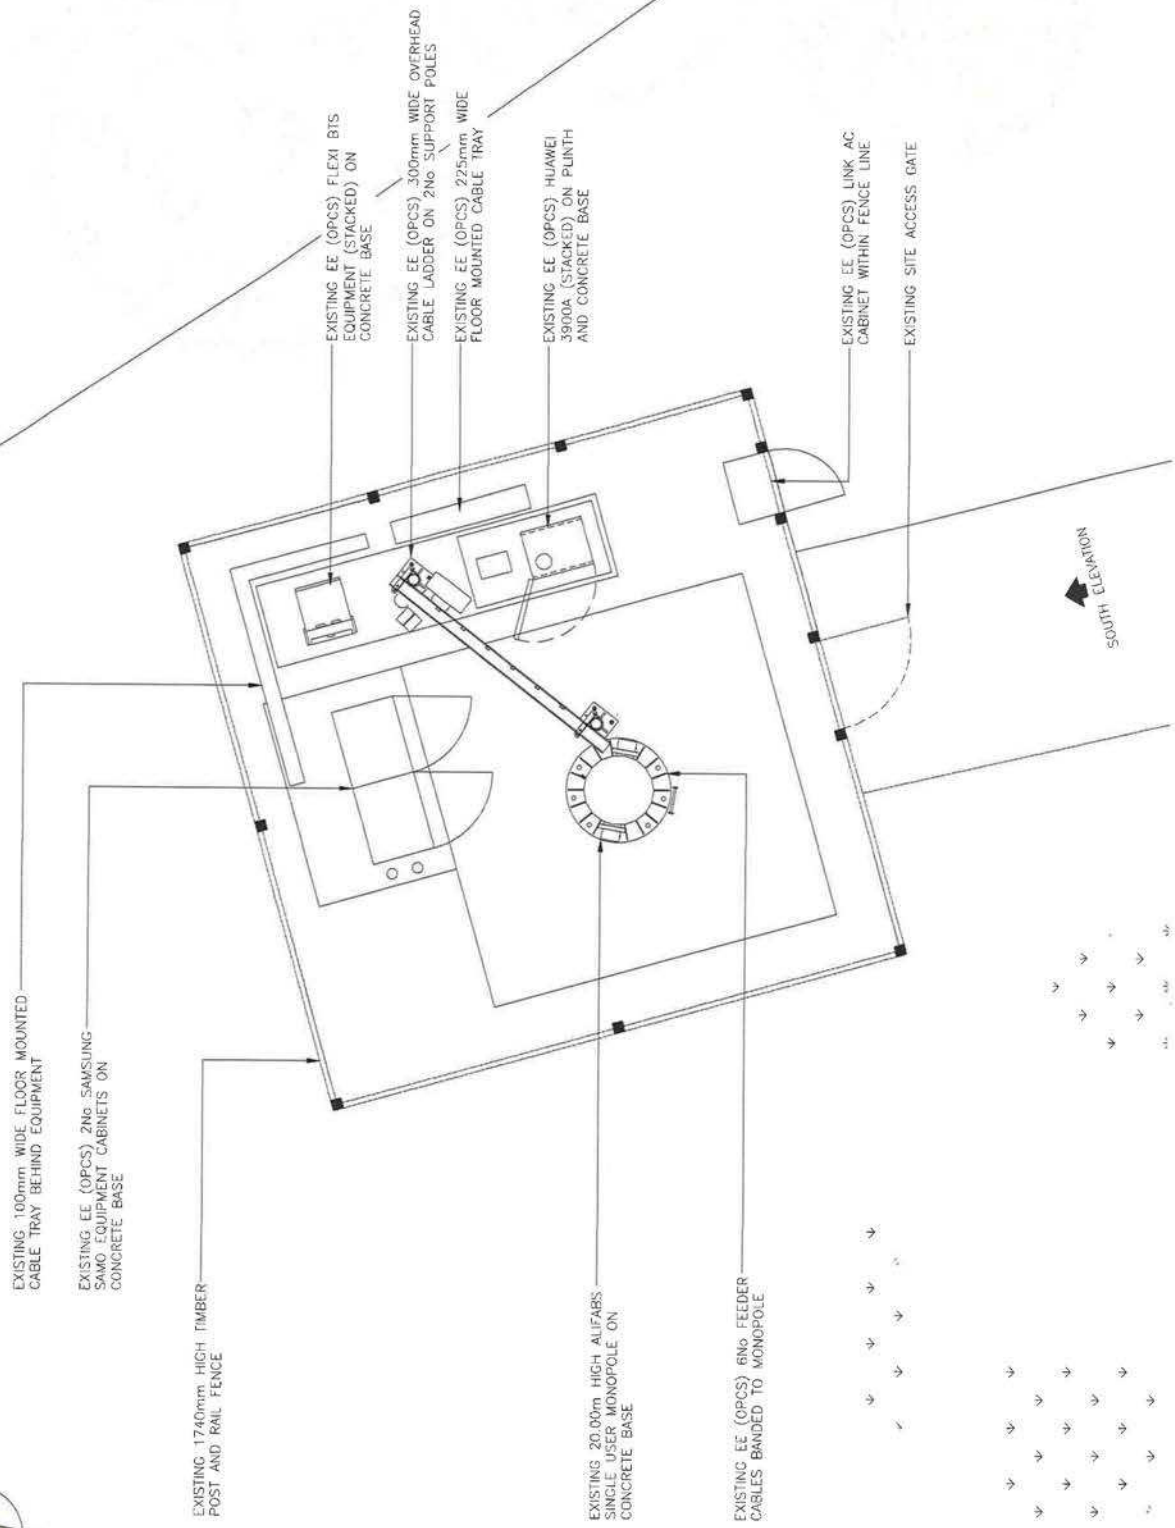 EXISTING 100mm WIDE FLOOR MOUNTED
CABLE TRAY BEHIND EQUIPMENT
EXISTING EE (OPCS) 2No SAMSUNG
SAMO EQUIPMENT CABINETS ON
CONCRETE BASE
EXISTING 1740mm HIGH TIMBER
POST AND RAIL FENCE
EXISTING 20.00m HIGH ALIFABS
SINGLE USER MONOPOLE ON
CONCRETE BASE
EXISTING EE (OPCS) 6No FEEDER
CABLES BANDED TO MONOPOLE
EXISTING EE (OPCS) FLEXI BTS
EQUIPMENT (STACKED) ON
CONCRETE BASE
EXISTING EE (OPCS) 300mm WIDE OVERHEAD
CABLE LADDER ON 2No SUPPORT POLES
EXISTING EE (OPCS) 225mm WIDE
FLOOR MOUNTED CABLE TRAY
EXISTING EE (OPCS) HUAWEI
3900A (STACKED) ON PLINTH
AND CONCRETE BASE
EXISTING EE (OPCS) LINK AC
CABINET WITHIN FENCE LINE
EXISTING SITE ACCESS GATE
SOUTH ELEVATION